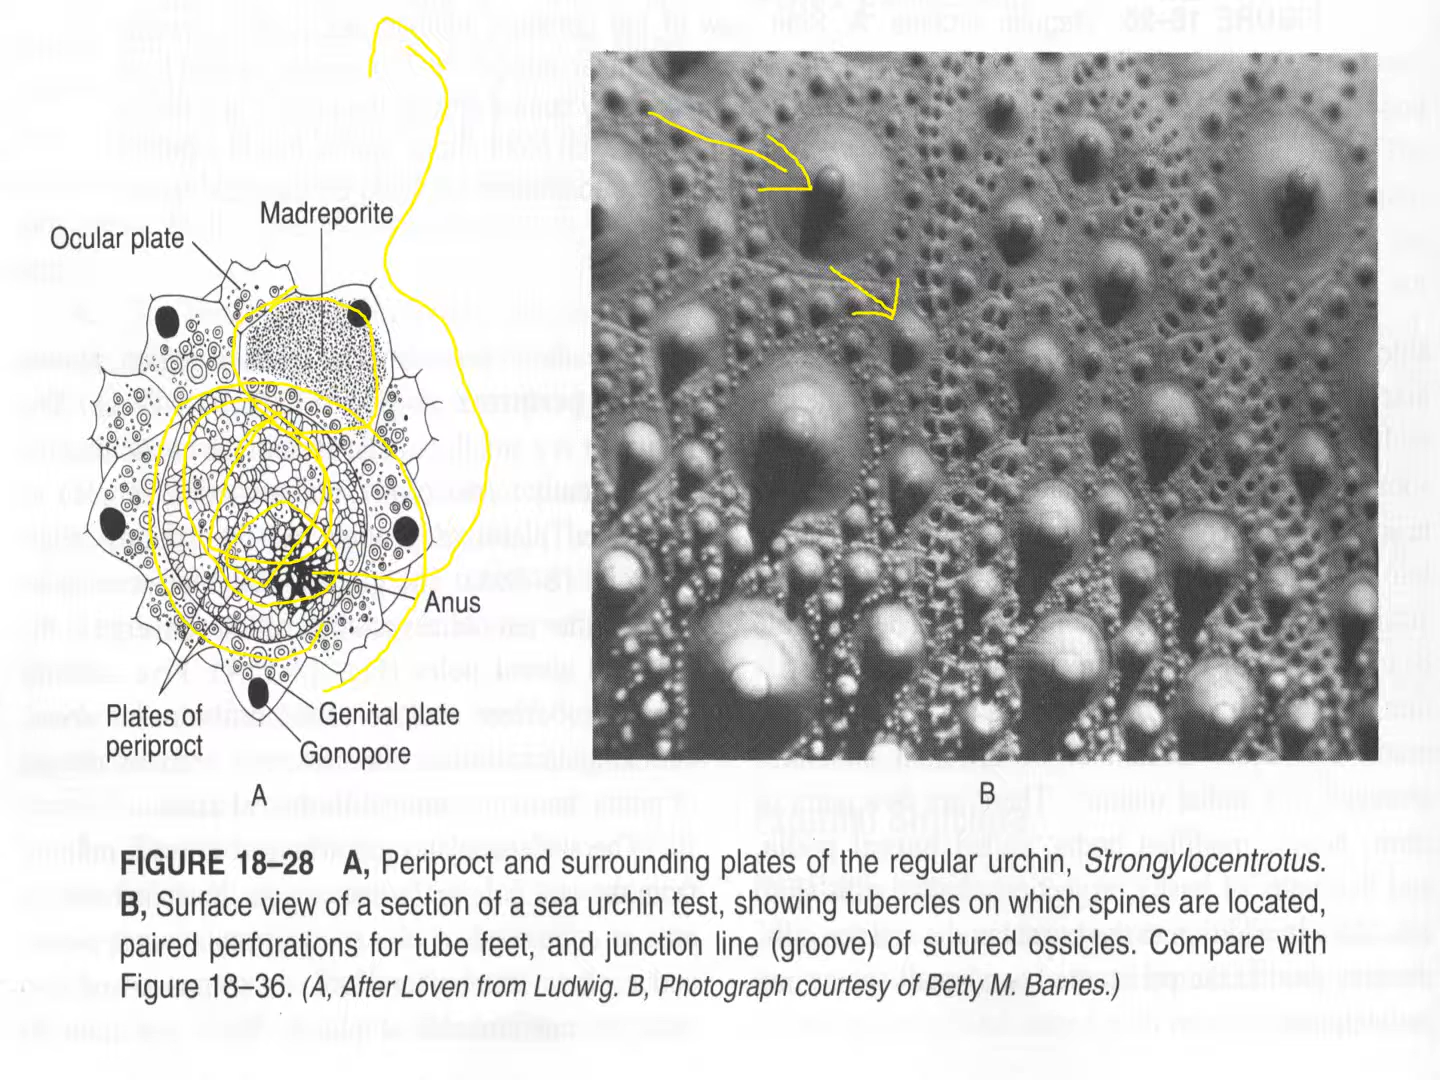 Madreporite
Ocular plate
Anus
Plates of
periproct
Genital plate
Gonopore
A
B
FIGURE 18–28 A, Periproct and surrounding plates of the regular urchin, Strongylocentrotus.
B, Surface view of a section of a sea urchin test, showing tubercles on which spines are located,
paired perforations for tube feet, and junction line (groove) of sutured ossicles. Compare with
Figure 18–36. (A, After Loven from Ludwig. B, Photograph courtesy of Betty M. Barnes.)